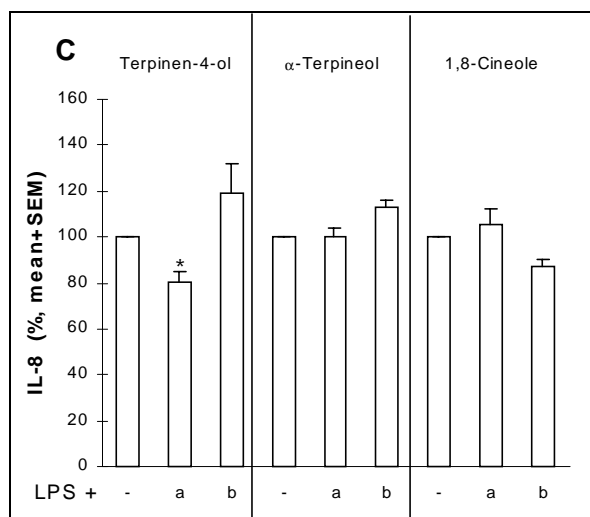 C
Terpinen-4-ol α-Terpineol 1,8-Cineole
IL-8 (%, mean+SEM)
160
140
120
100
80
60
40
20
0
*
LPS + - a b - a b - a b